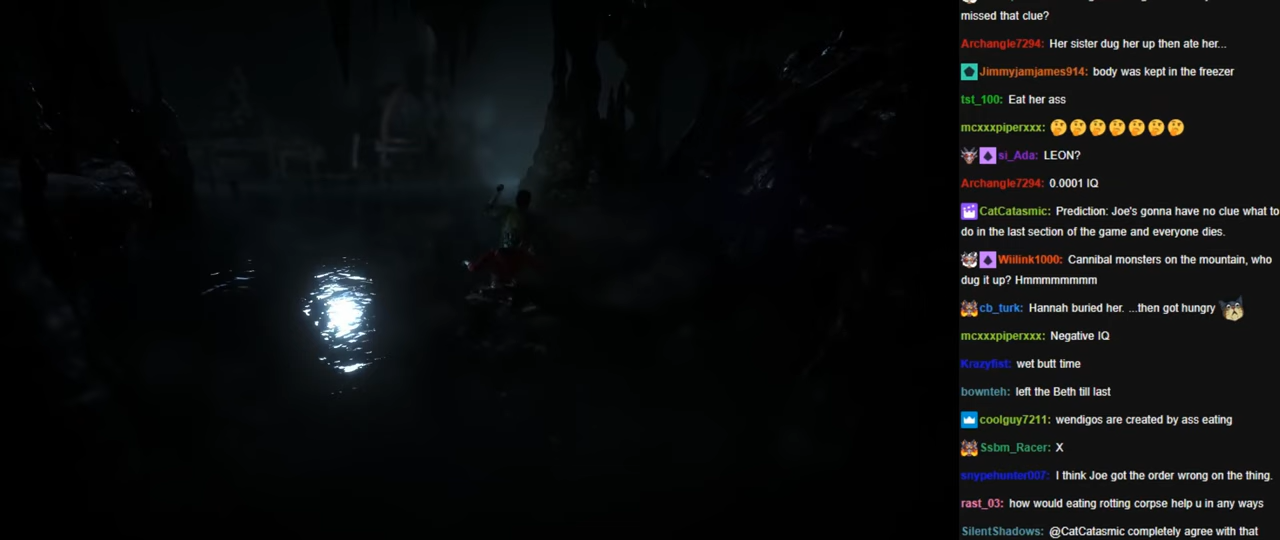 missed that clue?
Archangle7294: Her sister dug her up then ate her...
Jimmyjamjames914: body was kept in the freezer
tst_100: Eat her ass
mcxxxpiperxxx: 🤔🤔🤔🤔🤔🤔🤔
si_Ada: LEON?
Archangle7294: 0.0001 IQ
CatCatasmic: Prediction: Joe's gonna have no clue what to
do in the last section of the game and everyone dies.
Wiilink1000: Cannibal monsters on the mountain, who
dug it up? Hmmmmmmmm
cb_turk: Hannah buried her. ...then got hungry
mcxxxpiperxxx: Negative IQ
Krazyfist: wet butt time
bownteh: left the Beth till last
coolguy7211: wendigos are created by ass eating
Ssbm_Racer: X
snypehunter007: I think Joe got the order wrong on the thing.
rast_03: how would eating rotting corpse help u in any ways
SilentShadows: @CatCatasmic completely agree with that